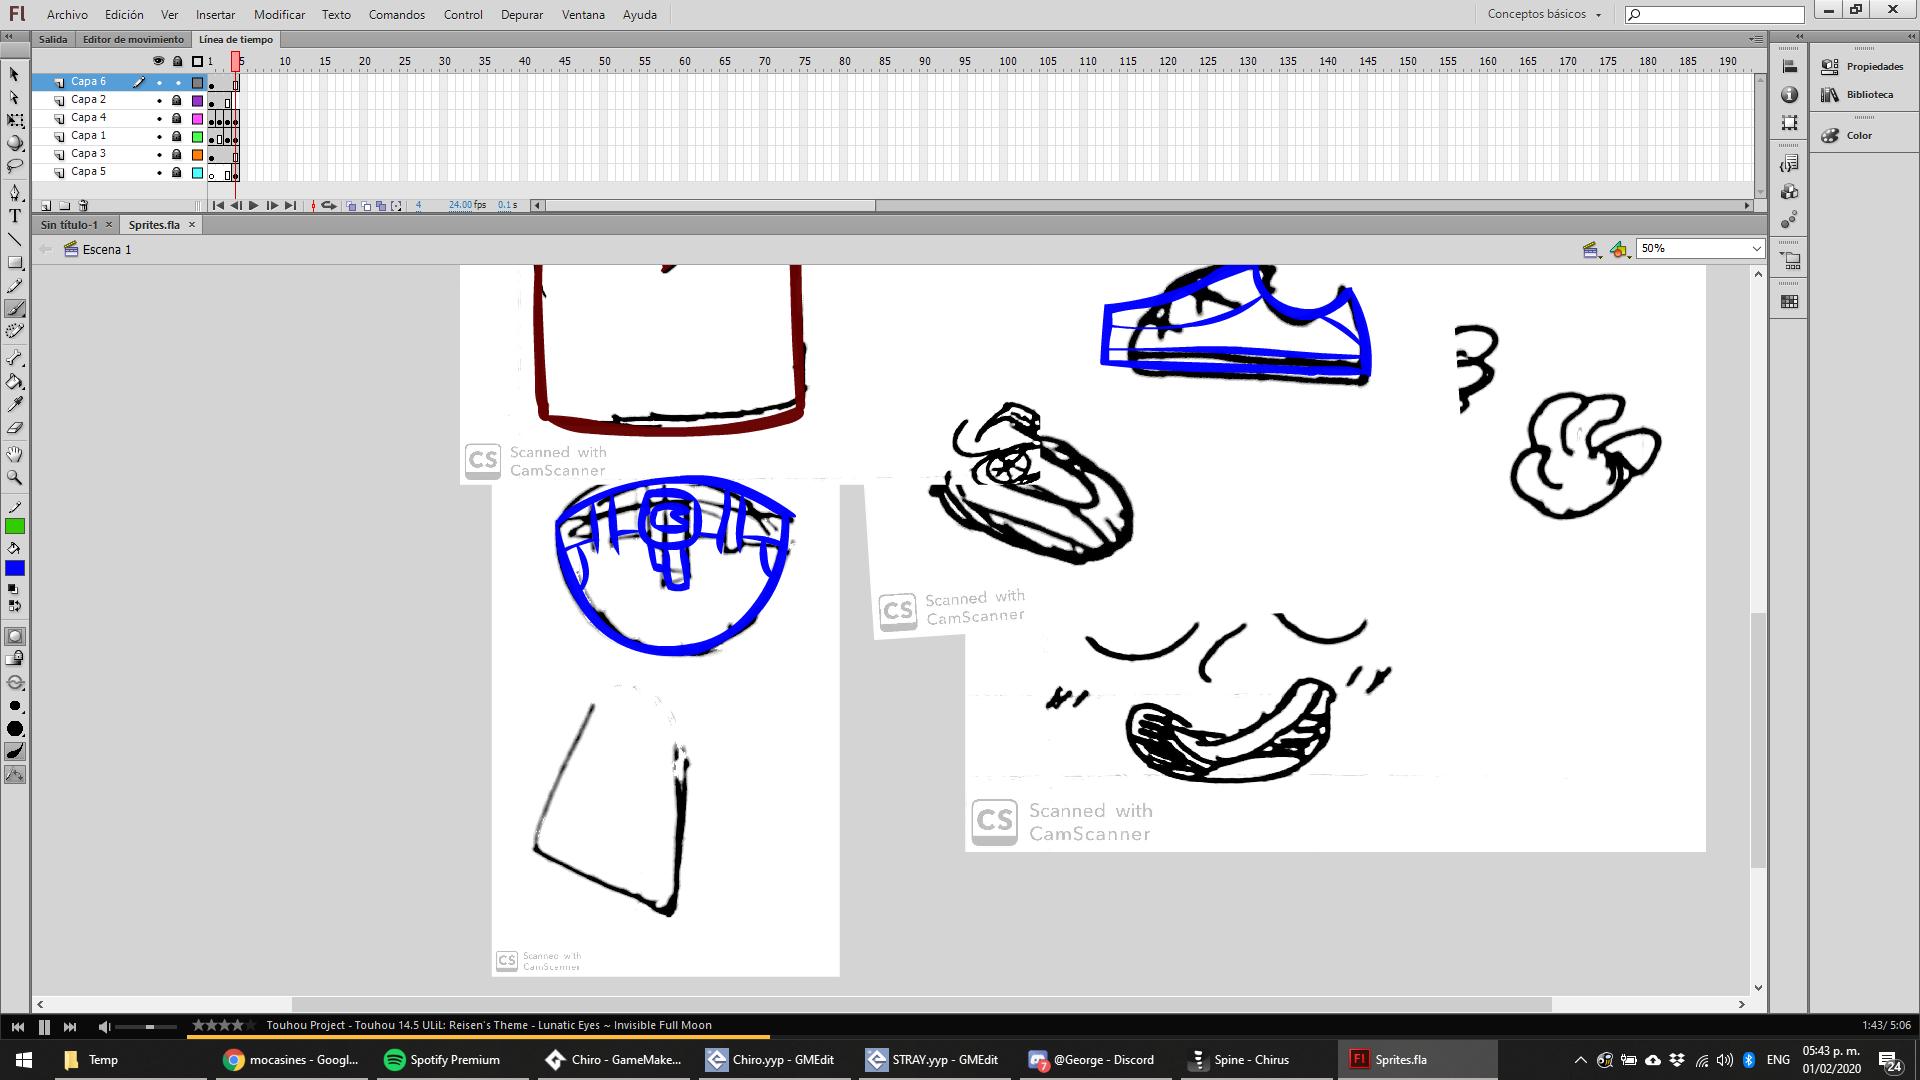 Fl Archivo Edición Ver Insertar Modificar Texto Comandos Control Depurar Ventana Ayuda Conceptos básicos
Salida Editor de movimiento Línea de tiempo
1 5 10 15 20 25 30 35 40 45 50 55 60 65 70 75 80 85 90 95 100 105 110 115 120 125 130 135 140 145 150 155 160 165 170 175 180 185 190
Capa 6
Capa 2
Capa 4
Capa 1
Capa 3
Capa 5
4 24.00 fps 0.1 s
Propiedades
Biblioteca
Color
Sin título-1 Sprites.fla
Escena 1 50%
CS Scanned with
CamScanner
CS Scanned with
CamScanner
CS Scanned with
CamScanner
CS Scanned with
CamScanner
Touhou Project - Touhou 14.5 ULiL: Reisen's Theme - Lunatic Eyes ~ Invisible Full Moon 1:43/ 5:06
Temp mocasines - Googl... Spotify Premium Chiro - GameMake... Chiro.yyp - GMEdit STRAY.yyp - GMEdit 7 @George - Discord Spine - Chirus Fl Sprites.fla ENG 05:43 p. m.
01/02/2020 24